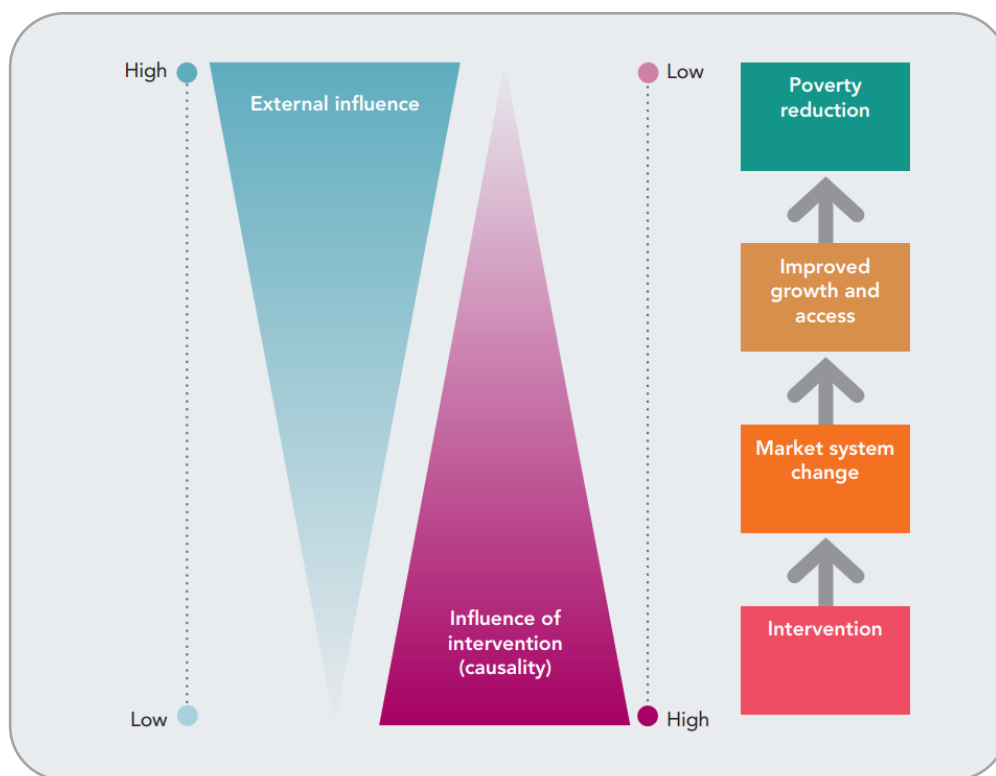 High
External influence
Low
Poverty
reduction
Improved
growth and
access
Market system
change
Influence of
intervention
(causality)
Intervention
Low
High